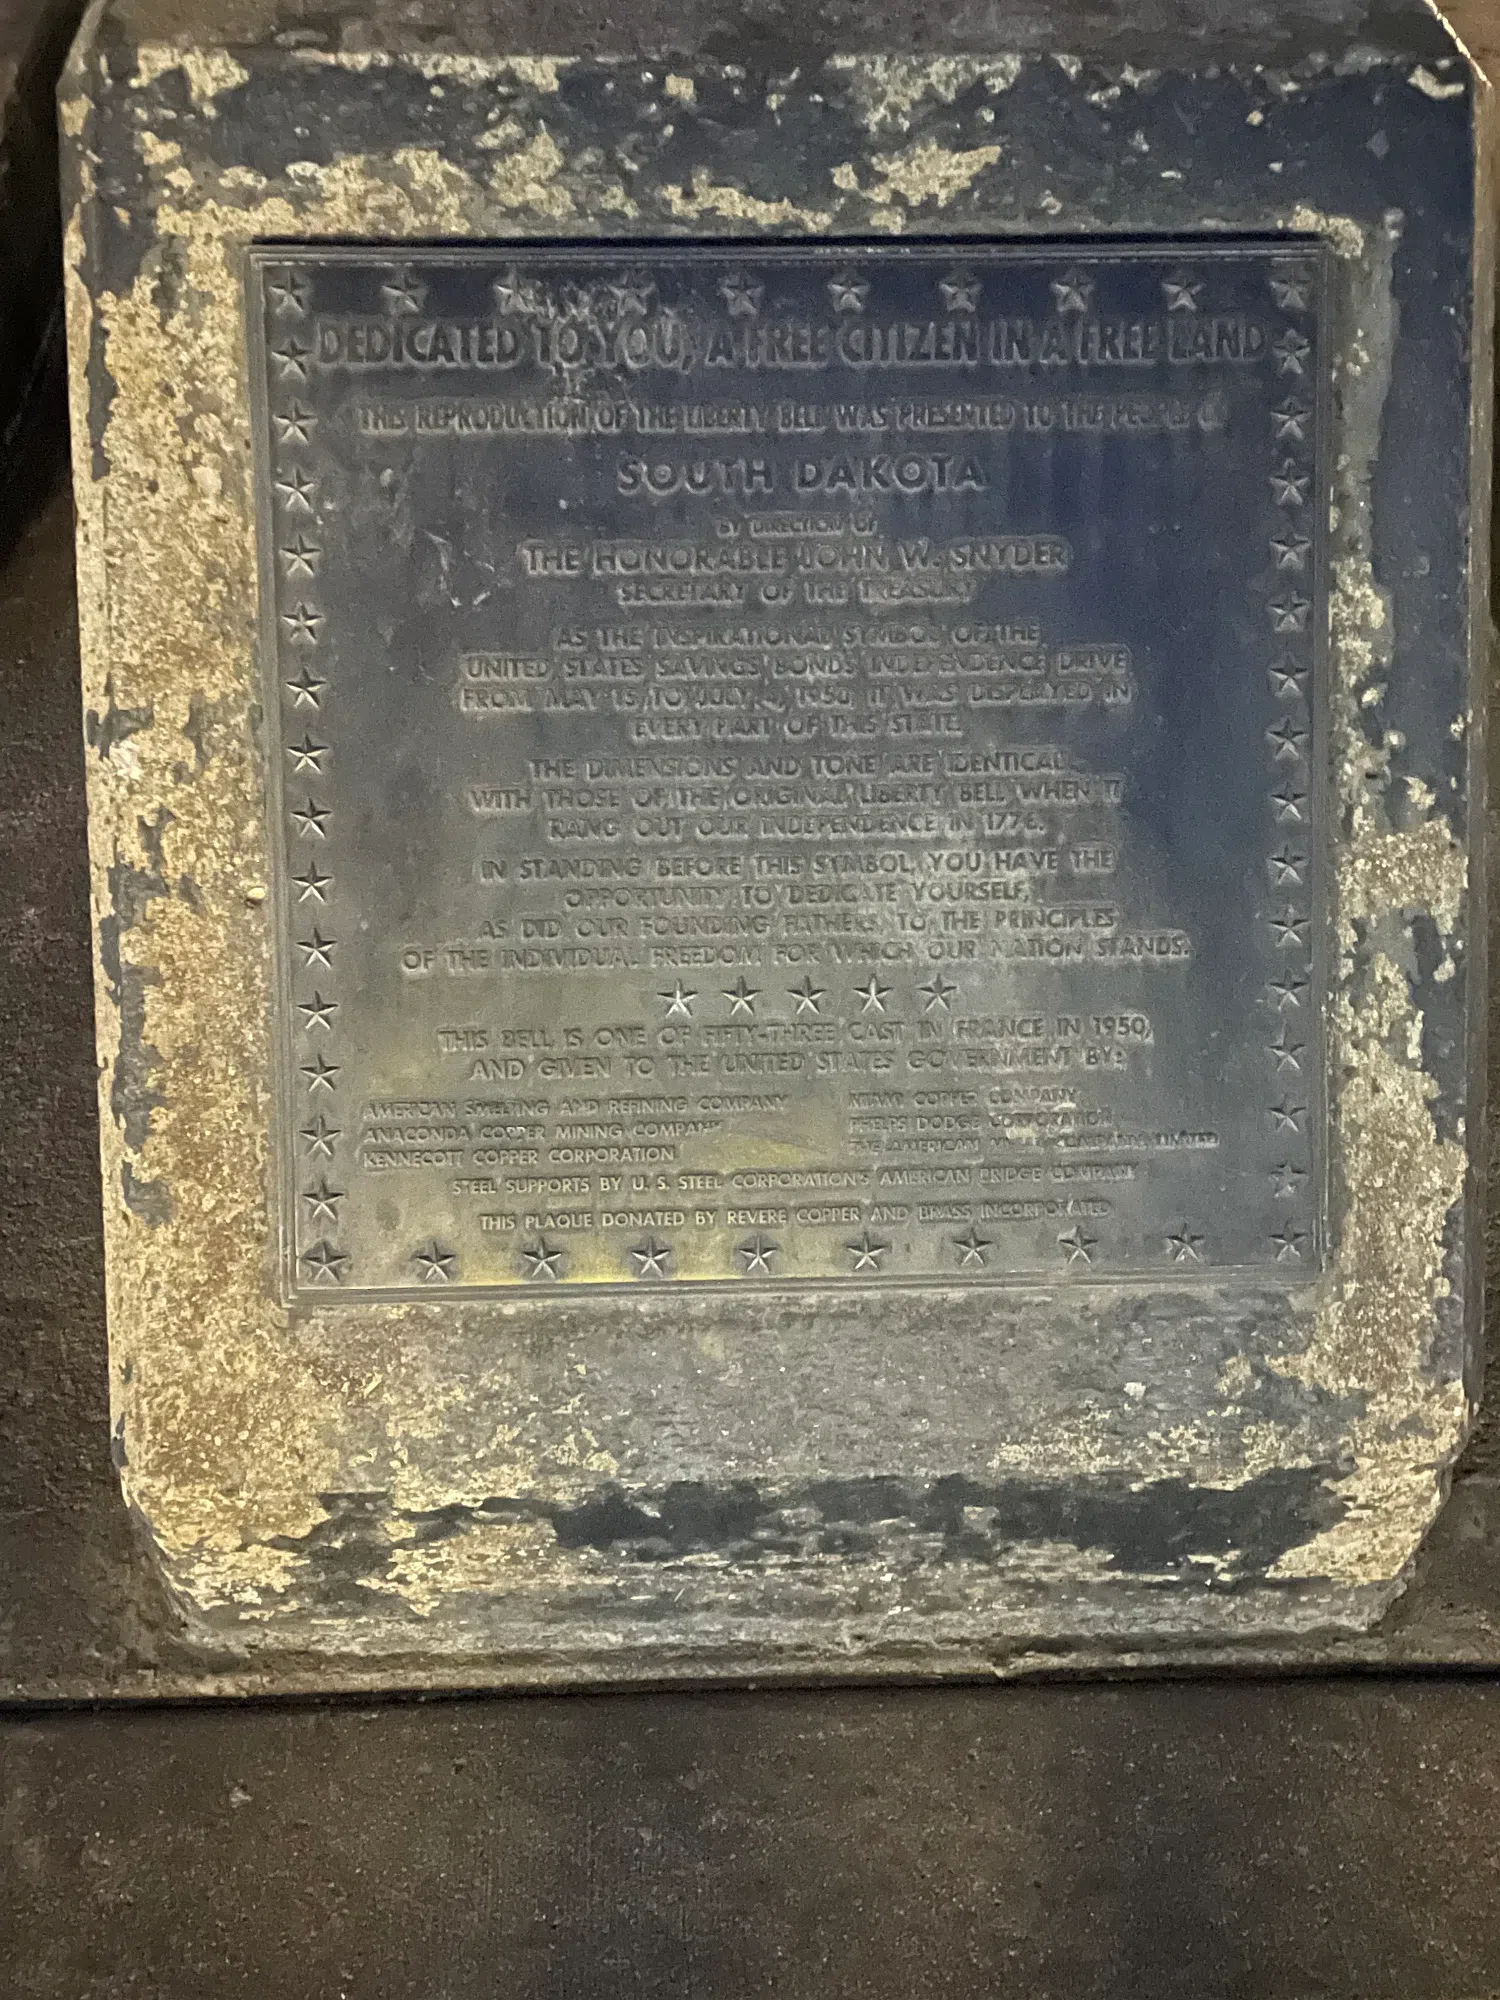 DEDICATED TO YOU, A FREE CITIZEN IN A FREE LAND
THIS REPRODUCTION OF THE LIBERTY BELL WAS PRESENTED TO THE PEOPLE OF
SOUTH DAKOTA
BY DIRECTION OF
THE HONORABLE JOHN W. SNYDER
SECRETARY OF THE TREASURY
AS THE INSPIRATIONAL SYMBOL OF THE
UNITED STATES SAVINGS BONDS INDEPENDENCE DRIVE
FROM MAY 15 TO JULY 4, 1950, IT WAS DISPLAYED IN
EVERY PART OF THIS STATE.
THE DIMENSIONS AND TONE ARE IDENTICAL
WITH THOSE OF THE ORIGINAL LIBERTY BELL WHEN IT
RANG OUT OUR INDEPENDENCE IN 1776.
IN STANDING BEFORE THIS SYMBOL, YOU HAVE THE
OPPORTUNITY TO DEDICATE YOURSELF,
AS DID OUR FOUNDING FATHERS, TO THE PRINCIPLES
OF THE INDIVIDUAL FREEDOM FOR WHICH OUR NATION STANDS.
THIS BELL IS ONE OF FIFTY-THREE CAST IN FRANCE IN 1950,
AND GIVEN TO THE UNITED STATES GOVERNMENT BY:
AMERICAN SMELTING AND REFINING COMPANY
ANACONDA COPPER MINING COMPANY
KENNECOTT COPPER CORPORATION
MIAMI COPPER COMPANY
PHELPS DODGE CORPORATION
THE AMERICAN METAL COMPANY, LIMITED
STEEL SUPPORTS BY U. S. STEEL CORPORATION'S AMERICAN BRIDGE COMPANY
THIS PLAQUE DONATED BY REVERE COPPER AND BRASS INCORPORATED